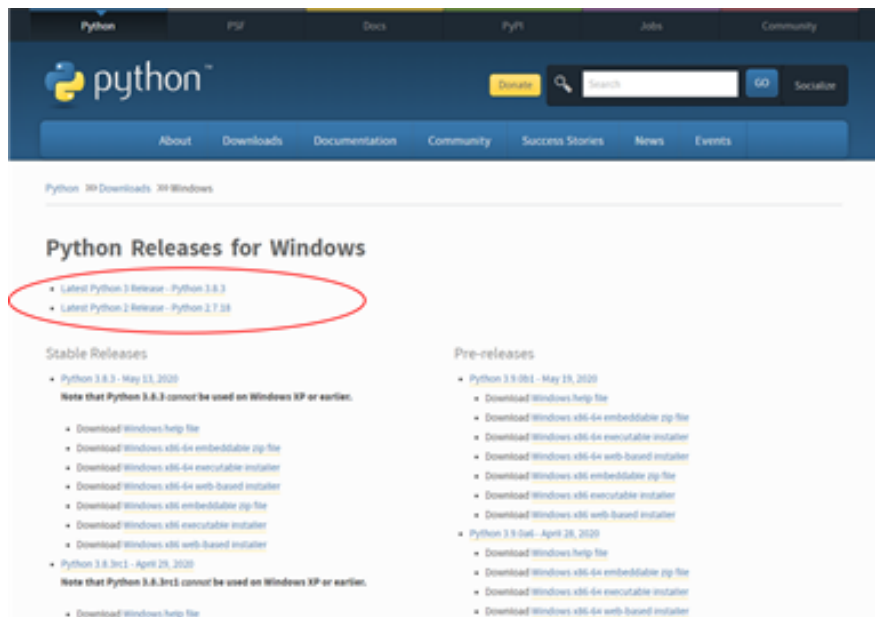 Python PSF Docs PyPI Jobs Community
python™
Donate Search GO Socialize
About Downloads Documentation Community Success Stories News Events
Python >>> Downloads >>> Windows
Python Releases for Windows
Latest Python 3 Release - Python 3.8.3
Latest Python 2 Release - Python 2.7.18
Stable Releases
Python 3.8.3 - May 13, 2020
Note that Python 3.8.3 cannot be used on Windows XP or earlier.
Download Windows help file
Download Windows x86-64 embeddable zip file
Download Windows x86-64 executable installer
Download Windows x86-64 web-based installer
Download Windows x86 embeddable zip file
Download Windows x86 executable installer
Download Windows x86 web-based installer
Python 3.8.3rc1 - April 29, 2020
Note that Python 3.8.3rc1 cannot be used on Windows XP or earlier.
Download Windows help file
Pre-releases
Python 3.9.0b1 - May 19, 2020
Download Windows help file
Download Windows x86-64 embeddable zip file
Download Windows x86-64 executable installer
Download Windows x86-64 web-based installer
Download Windows x86 embeddable zip file
Download Windows x86 executable installer
Download Windows x86 web-based installer
Python 3.9.0a6 - April 28, 2020
Download Windows help file
Download Windows x86-64 embeddable zip file
Download Windows x86-64 executable installer
Download Windows x86-64 web-based installer